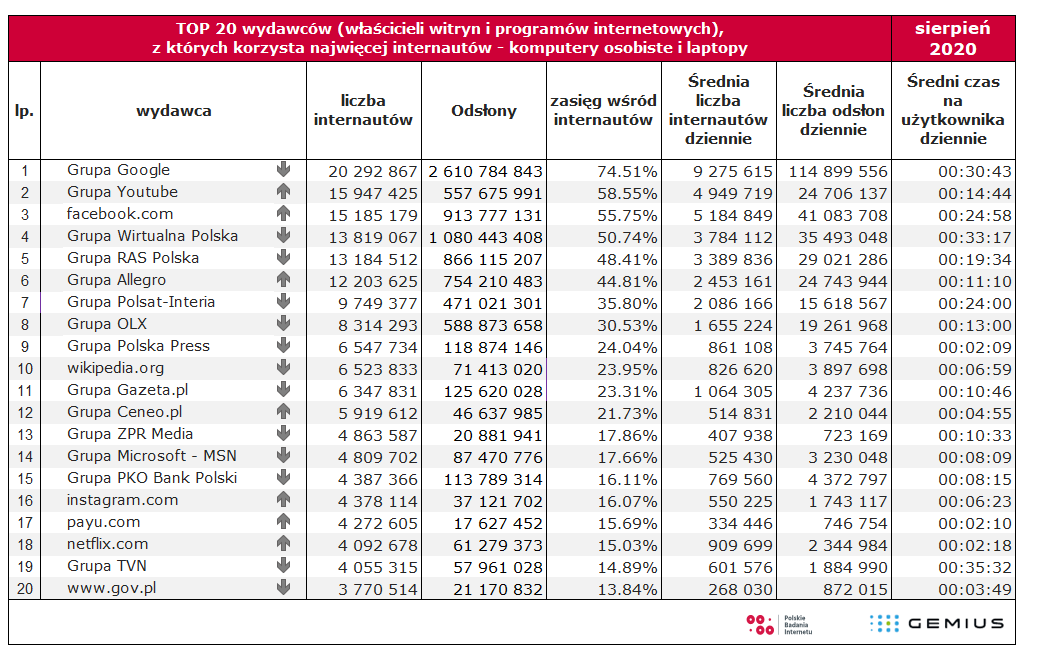 TOP 20 wydawców (właścicieli witryn i programów internetowych),
z których korzysta najwięcej internautów - komputery osobiste i laptopy
sierpień
2020
lp. wydawca liczba internautów Odsłony zasięg wśród internautów Średnia liczba internautów dziennie Średnia liczba odsłon dziennie Średni czas na użytkownika dziennie
1 Grupa Google 20 292 867 2 610 784 843 74.51% 9 275 615 114 899 556 00:30:43
2 Grupa Youtube 15 947 425 557 675 991 58.55% 4 949 719 24 706 137 00:14:44
3 facebook.com 15 185 179 913 777 131 55.75% 5 184 849 41 083 708 00:24:58
4 Grupa Wirtualna Polska 13 819 067 1 080 443 408 50.74% 3 784 112 35 493 048 00:33:17
5 Grupa RAS Polska 13 184 512 866 115 207 48.41% 3 389 836 29 021 286 00:19:34
6 Grupa Allegro 12 203 625 754 210 483 44.81% 2 453 161 24 743 944 00:11:10
7 Grupa Polsat-Interia 9 749 377 471 021 301 35.80% 2 086 166 15 618 567 00:24:00
8 Grupa OLX 8 314 293 588 873 658 30.53% 1 655 224 19 261 968 00:13:00
9 Grupa Polska Press 6 547 734 118 874 146 24.04% 861 108 3 745 764 00:02:09
10 wikipedia.org 6 523 833 71 413 020 23.95% 826 620 3 897 698 00:06:59
11 Grupa Gazeta.pl 6 347 831 125 620 028 23.31% 1 064 305 4 237 736 00:10:46
12 Grupa Ceneo.pl 5 919 612 46 637 985 21.73% 514 831 2 210 044 00:04:55
13 Grupa ZPR Media 4 863 587 20 881 941 17.86% 407 938 723 169 00:10:33
14 Grupa Microsoft - MSN 4 809 702 87 470 776 17.66% 525 430 3 230 048 00:08:09
15 Grupa PKO Bank Polski 4 387 366 113 789 314 16.11% 769 560 4 372 797 00:08:15
16 instagram.com 4 378 114 37 121 702 16.07% 550 225 1 743 117 00:06:23
17 payu.com 4 272 605 17 627 452 15.69% 334 446 746 754 00:02:10
18 netflix.com 4 092 678 61 279 373 15.03% 909 699 2 344 984 00:02:18
19 Grupa TVN 4 055 315 57 961 028 14.89% 601 576 1 884 990 00:35:32
20 www.gov.pl 3 770 514 21 170 832 13.84% 268 030 872 015 00:03:49
Polskie
Badania
Internetu
GEMIUS